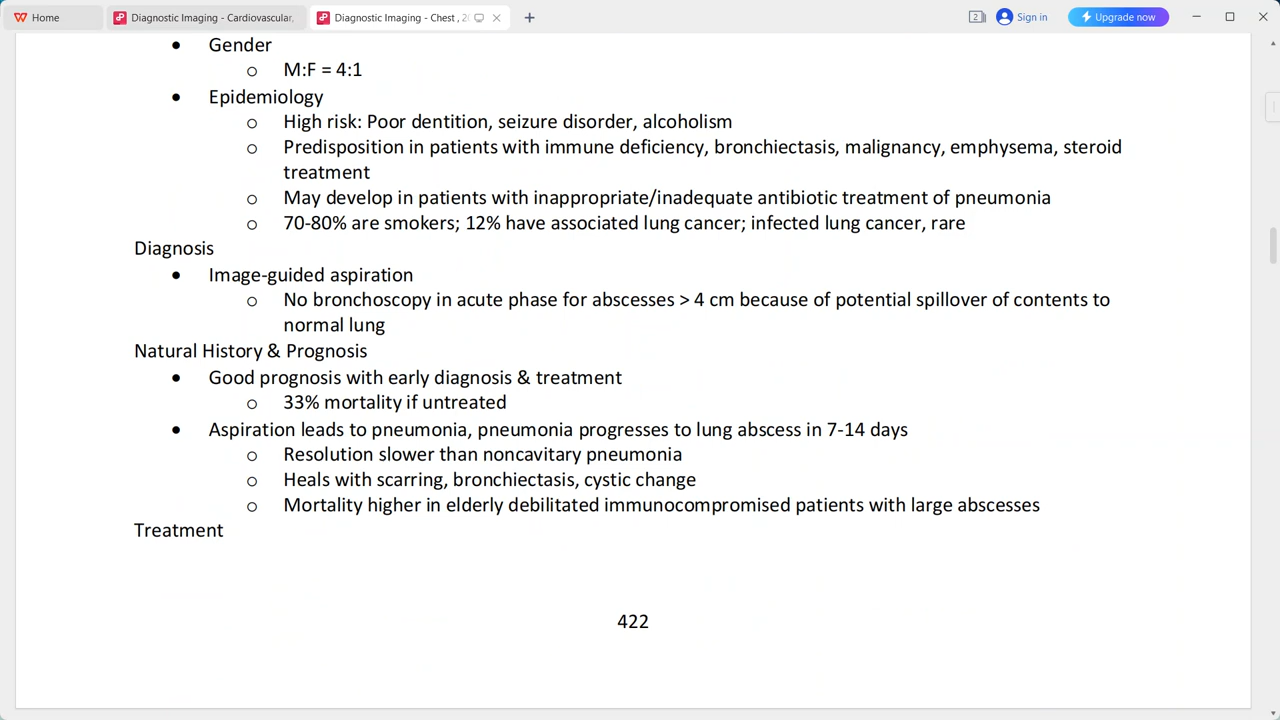 Home
Diagnostic Imaging - Cardiovascular,
Diagnostic Imaging - Chest , 2
2
Sign in
Upgrade now
• Gender
o M:F = 4:1
• Epidemiology
o High risk: Poor dentition, seizure disorder, alcoholism
o Predisposition in patients with immune deficiency, bronchiectasis, malignancy, emphysema, steroid
treatment
o May develop in patients with inappropriate/inadequate antibiotic treatment of pneumonia
o 70-80% are smokers; 12% have associated lung cancer; infected lung cancer, rare
Diagnosis
• Image-guided aspiration
o No bronchoscopy in acute phase for abscesses > 4 cm because of potential spillover of contents to
normal lung
Natural History & Prognosis
• Good prognosis with early diagnosis & treatment
o 33% mortality if untreated
• Aspiration leads to pneumonia, pneumonia progresses to lung abscess in 7-14 days
o Resolution slower than noncavitary pneumonia
o Heals with scarring, bronchiectasis, cystic change
o Mortality higher in elderly debilitated immunocompromised patients with large abscesses
Treatment
422